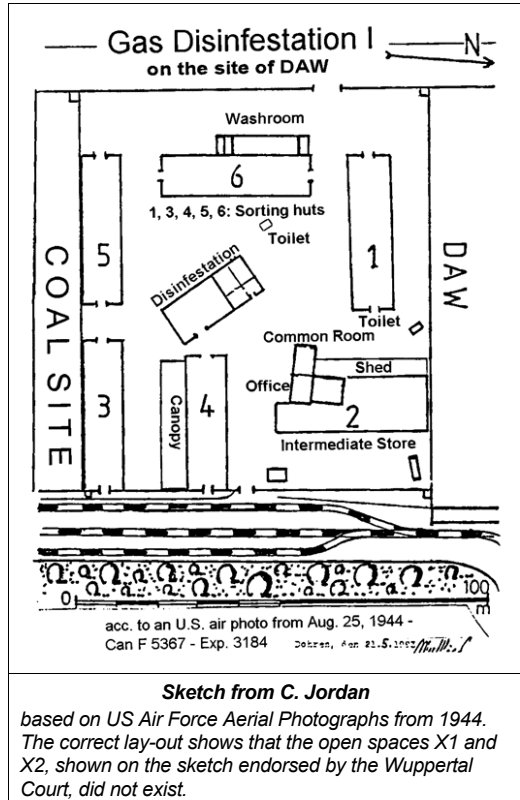 Gas Disinfestation I
N
on the site of DAW
Washroom
6
1, 3, 4, 5, 6: Sorting huts
Toilet
5
1
COAL SITE
DAW
Disinfestation
Toilet
Common Room
Shed
Office
3
Canopy
4
2
Intermediate Store
0
100
m
acc. to an U.S. air photo from Aug. 25, 1944 -
Can F 5367 - Exp. 3184
21.5.
Sketch from C. Jordan
based on US Air Force Aerial Photographs from 1944.
The correct lay-out shows that the open spaces X1 and
X2, shown on the sketch endorsed by the Wuppertal
Court, did not exist.